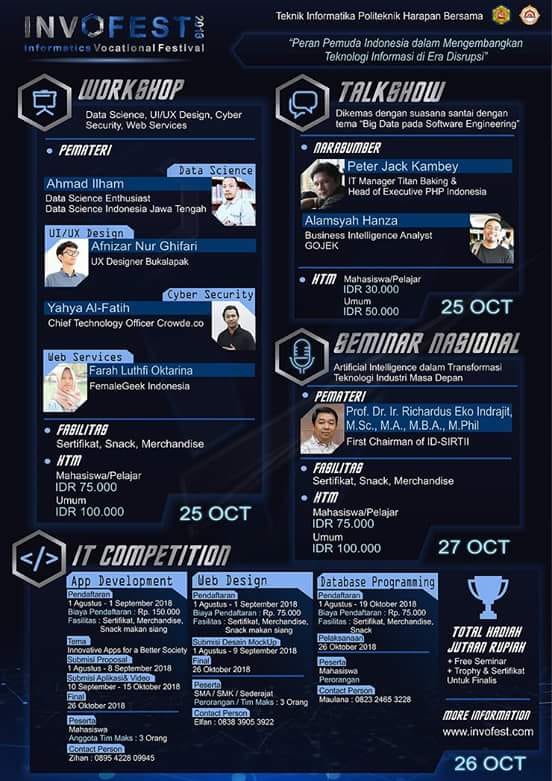 INVOFEST 2018
Informatics Vocational Festival
Teknik Informatika Politeknik Harapan Bersama
“Peran Pemuda Indonesia dalam Mengembangkan
Teknologi Informasi di Era Disrupsi”
WORKSHOP
Data Science, UI/UX Design, Cyber
Security, Web Services
PEMATERI
Data Science
Ahmad Ilham
Data Science Enthusiast
Data Science Indonesia Jawa Tengah
UI/UX Design
Afnizar Nur Ghifari
UX Designer Bukalapak
Cyber Security
Yahya Al-Fatih
Chief Technology Officer Crowde.co
Web Services
Farah Luthfi Oktarina
FemaleGeek Indonesia
FASILITAS
Sertifikat, Snack, Merchandise
HTM
Mahasiswa/Pelajar
IDR 75.000
Umum
IDR 100.000
25 OCT
TALKSHOW
Dikemas dengan suasana santai dengan
tema “Big Data pada Software Engineering”
NARASUMBER
Peter Jack Kambey
IT Manager Titan Baking &
Head of Executive PHP Indonesia
Alamsyah Hanza
Business Intelligence Analyst
GOJEK
HTM
Mahasiswa/Pelajar
IDR 30.000
Umum
IDR 50.000
25 OCT
SEMINAR NASIONAL
Artificial Intelligence dalam Transformasi
Teknologi Industri Masa Depan
PEMATERI
Prof. Dr. Ir. Richardus Eko Indrajit,
M.Sc., M.A., M.B.A., M.Phil
First Chairman of ID-SIRTII
FASILITAS
Sertifikat, Snack, Merchandise
HTM
Mahasiswa/Pelajar
IDR 75.000
Umum
IDR 100.000
27 OCT
</> IT COMPETITION
App Development
Pendaftaran
1 Agustus - 1 September 2018
Biaya Pendaftaran : Rp. 150.000
Fasilitas : Sertifikat, Merchandise,
Snack makan siang
Tema
Innovative Apps for a Better Society
Submisi Proposal
1 Agustus - 8 September 2018
Submisi Aplikasi& Video
10 September - 15 Oktober 2018
Final
26 Oktober 2018
Peserta
Mahasiswa
Anggota Tim Maks : 3 Orang
Contact Person
Zihan : 0895 4228 09945
Web Design
Pendaftaran
1 Agustus - 1 September 2018
Biaya Pendaftaran : Rp. 75.000
Fasilitas : Sertifikat, Merchandise,
Snack makan siang
Submisi Desain MockUp
1 Agustus - 9 September 2018
Final
26 Oktober 2018
Peserta
SMA / SMK / Sederajat
Perorangan / Tim Maks : 3 Orang
Contact Person
Elfan : 0838 3905 3922
Database Programming
Pendaftaran
1 Agustus - 19 Oktober 2018
Biaya Pendaftaran : Rp. 75.000
Fasilitas : Sertifikat, Merchandise,
Snack
Pelaksanaan
26 Oktober 2018
Peserta
Mahasiswa
Perorangan
Contact Person
Maulana : 0823 2465 3228
TOTAL HADIAH
JUTAAN RUPIAH
+ Free Seminar
+ Trophy & Sertifikat
Untuk Finalis
MORE INFORMATION
www.invofest.com
26 OCT